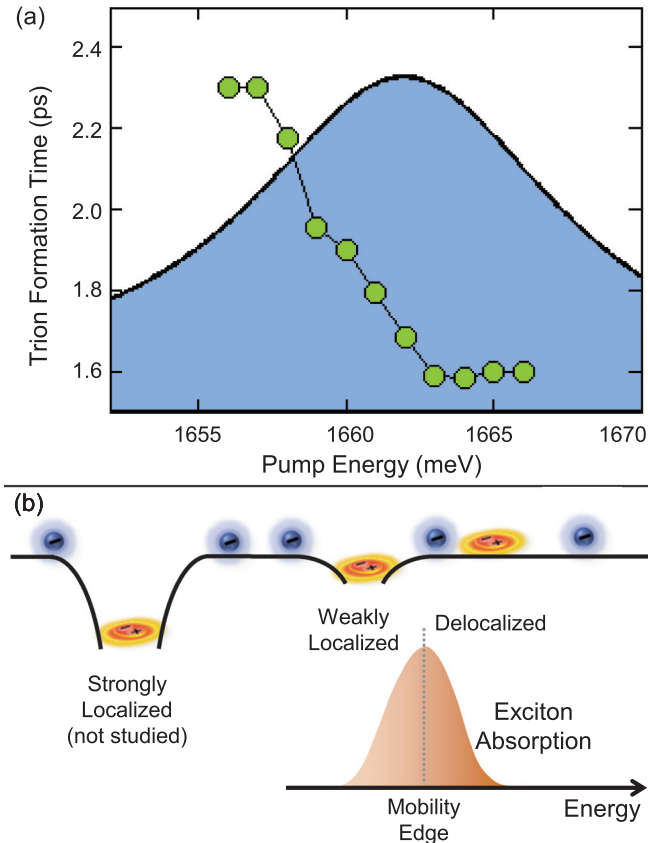 (a)
Trion Formation Time (ps)
2.4
2.2
2.0
1.8
1.6
1655
1660
1665
1670
Pump Energy (meV)
(b)
Strongly
Localized
(not studied)
Weakly
Localized
Delocalized
Exciton
Absorption
Mobility
Edge
Energy